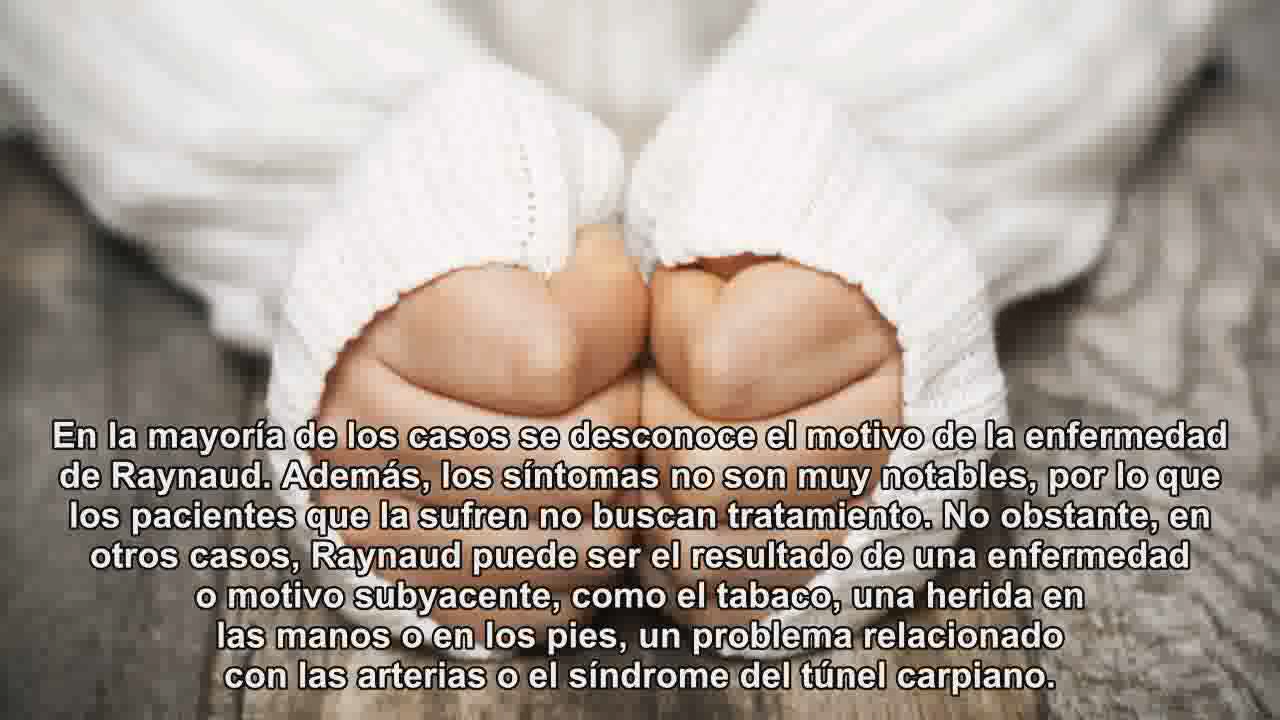 En la mayoría de los casos se desconoce el motivo de la enfermedad
de Raynaud. Además, los síntomas no son muy notables, por lo que
los pacientes que la sufren no buscan tratamiento. No obstante, en
otros casos, Raynaud puede ser el resultado de una enfermedad
o motivo subyacente, como el tabaco, una herida en
las manos o en los pies, un problema relacionado
con las arterias o el síndrome del túnel carpiano.